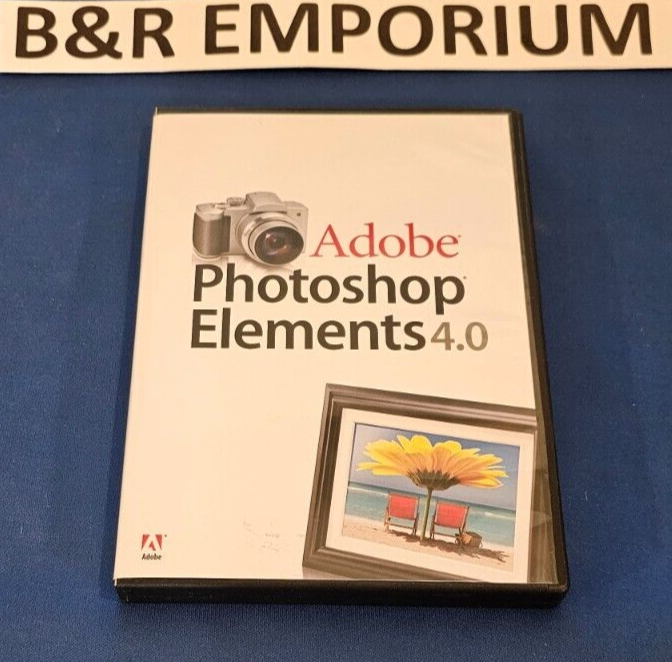 B&R EMPORIUM
Adobe
Photoshop
Elements 4.0
Adobe